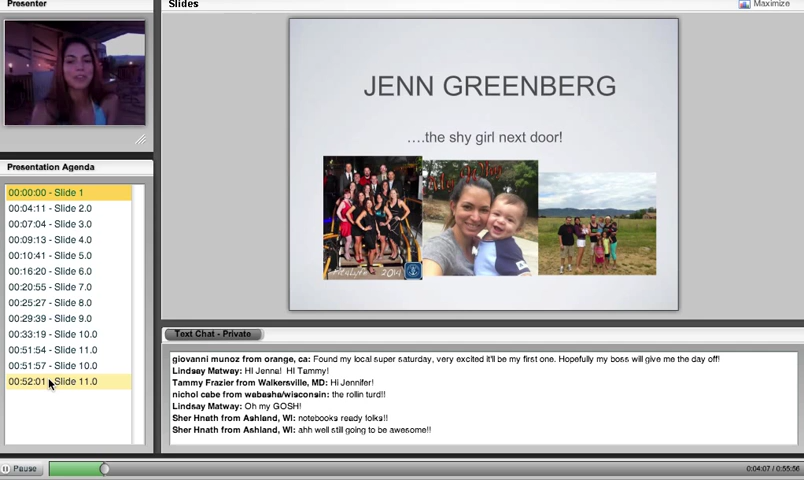 Presenter
Slides
Maximize
JENN GREENBERG
....the shy girl next door!
2014
Presentation Agenda
00:00:00 - Slide 1
00:04:11 - Slide 2.0
00:07:04 - Slide 3.0
00:09:13 - Slide 4.0
00:10:41 - Slide 5.0
00:16:20 - Slide 6.0
00:20:55 - Slide 7.0
00:25:27 - Slide 8.0
00:29:39 - Slide 9.0
00:33:19 - Slide 10.0
00:51:54 - Slide 11.0
00:51:57 - Slide 10.0
00:52:01 - Slide 11.0
Text Chat - Private
giovanni munoz from orange, ca: Found my local super saturday, very excited it'll be my first one. Hopefully my boss will give me the day off!
Lindsay Matway: HI Jenna! HI Tammy!
Tammy Frazier from Walkersville, MD: Hi Jennifer!
nichol cabe from wabasha/wisconsin: the rollin turd!!
Lindsay Matway: Oh my GOSH!
Sher Hnath from Ashland, WI: notebooks ready folks!!
Sher Hnath from Ashland, WI: ahh well still going to be awesome!!
Pause
0:04:07 / 0:55:56